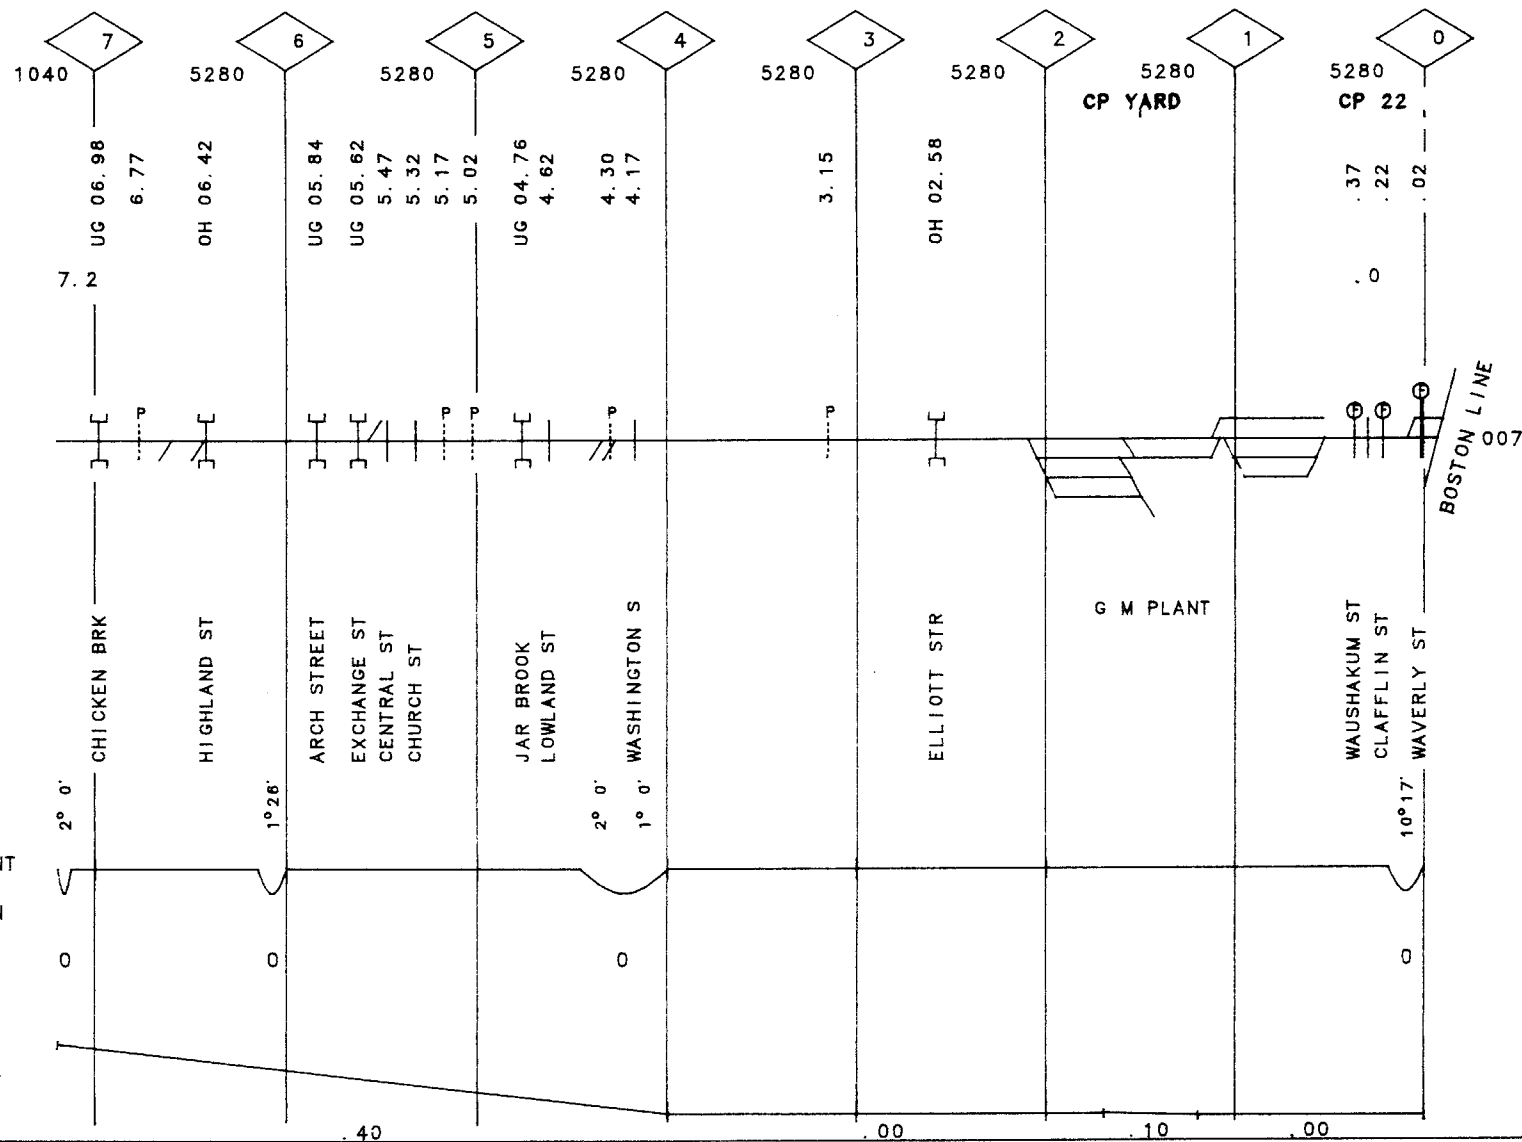 7 6 5 4 3 2 1 0
1040 5280 5280 5280 5280 5280 5280 5280
CP YARD CP 22
UG 06.98
6.77
OH 06.42
UG 05.84
UG 05.62
5.47
5.32
5.17
5.02
UG 04.76
4.62
4.30
4.17
3.15
OH 02.58
.37
.22
.02
7.2 .0
P P P P P F F F
BOSTON LINE
007
G M PLANT
CHICKEN BRK
HIGHLAND ST
ARCH STREET
EXCHANGE ST
CENTRAL ST
CHURCH ST
JAR BROOK
LOWLAND ST
WASHINGTON S
ELLIOTT STR
WAUSHAKUM ST
CLAFFLIN ST
WAVERLY ST
2° 0'
1°26'
2° 0'
1° 0'
10°17'
NT
N
0 0 0 0
.40 .00 .10 .00